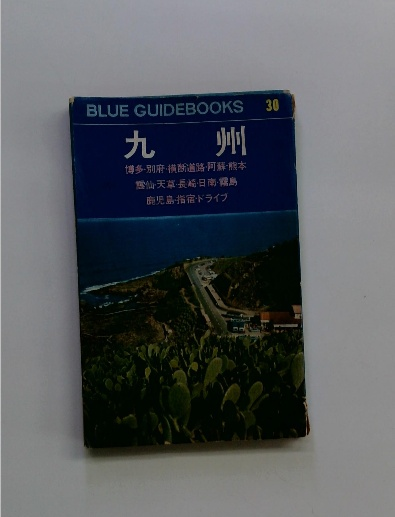 BLUE GUIDEBOOKS 30
九州
博多·別府·横断道路·阿蘇·熊本
雲仙·天草·長崎·日南·霧島
鹿児島·指宿·ドライブ